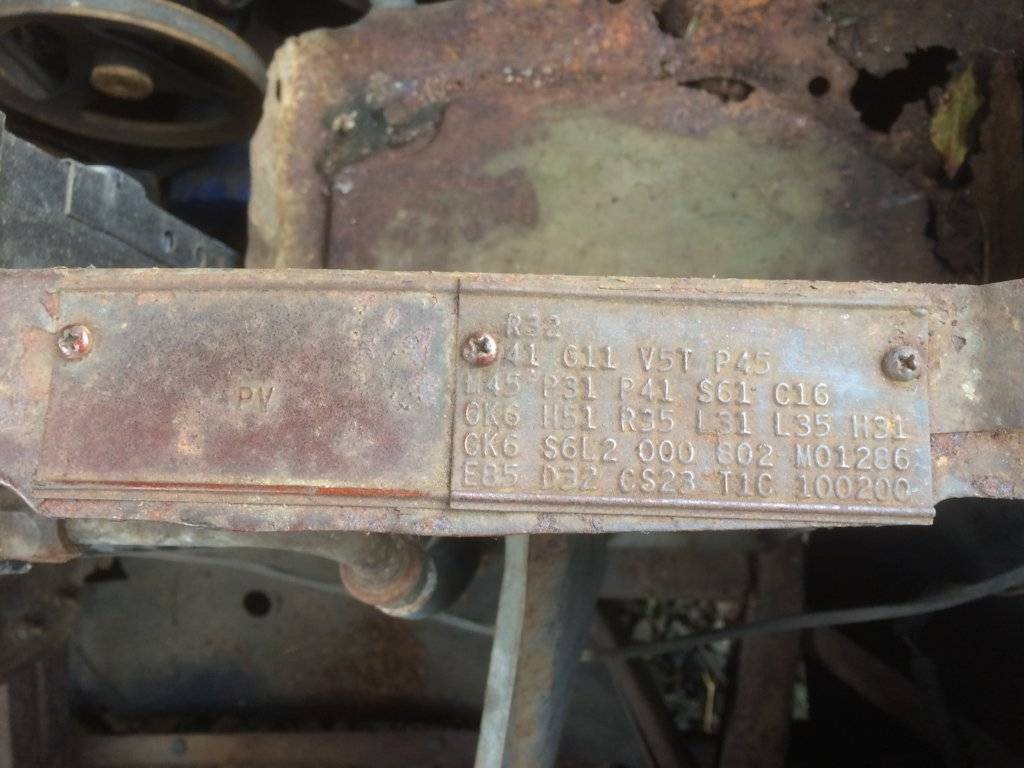 PV
R32
41 G11 V5T P45
M45 P31 P41 S61 C16
CK6 H51 R35 L31 L35 H31
CK6 S6L2 000 802 M01286
E85 D32 CS23 T1C 100200